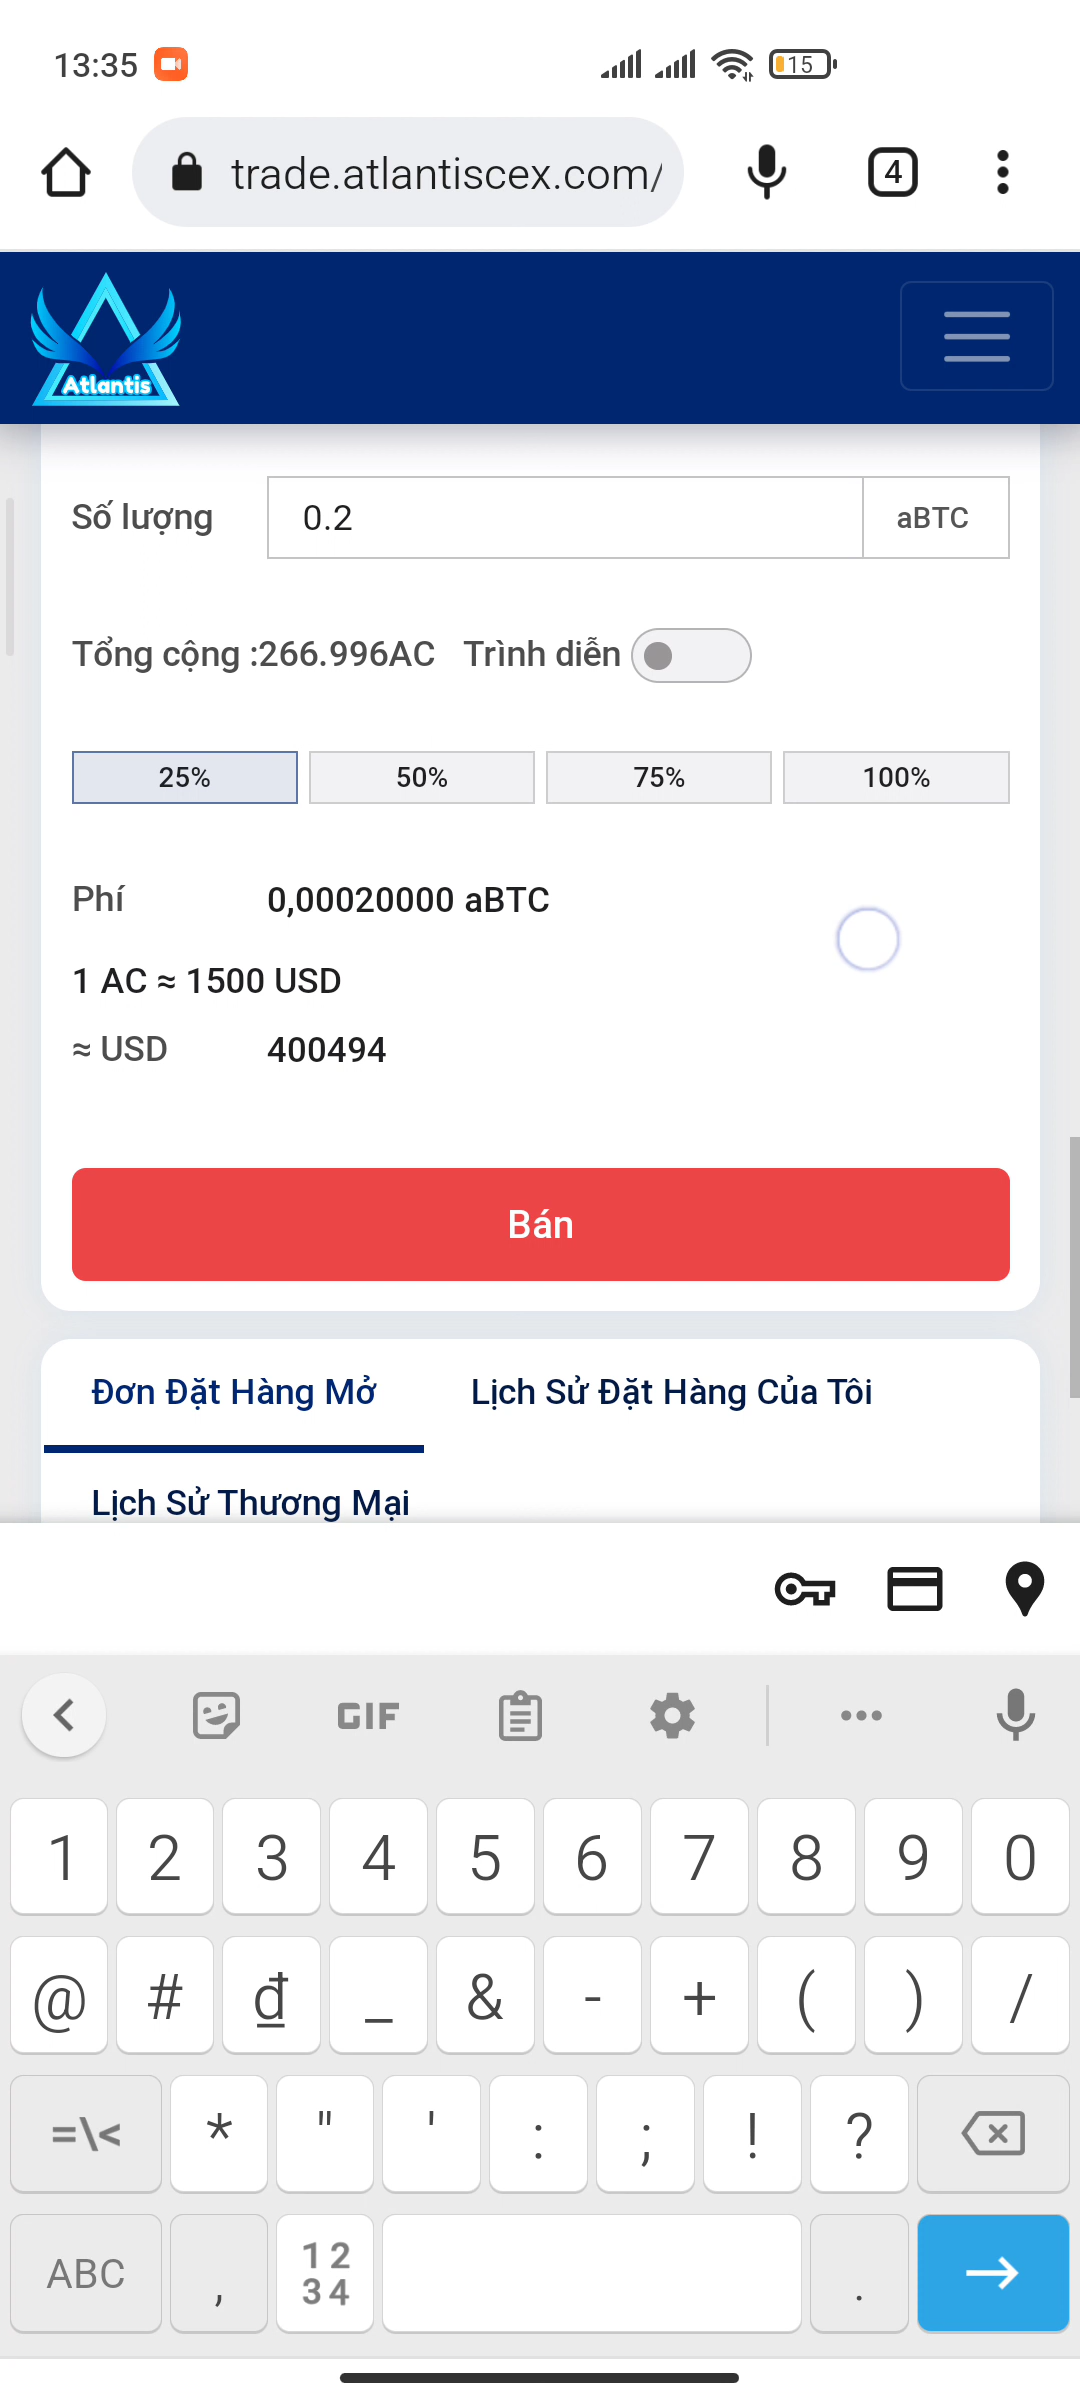 13:35
15
trade.atlantiscex.com/
4
Atlantis
Số lượng 0.2 aBTC
Tổng cộng :266.996AC Trình diễn
25% 50% 75% 100%
Phí 0,00020000 aBTC
1 AC ≈ 1500 USD
≈ USD 400494
Bán
Đơn Đặt Hàng Mở Lịch Sử Đặt Hàng Của Tôi
Lịch Sử Thương Mại
GIF
1 2 3 4 5 6 7 8 9 0
@ # ₫ _ & - + ( ) /
=\< * " ' : ; ! ?
ABC , 12 .
34